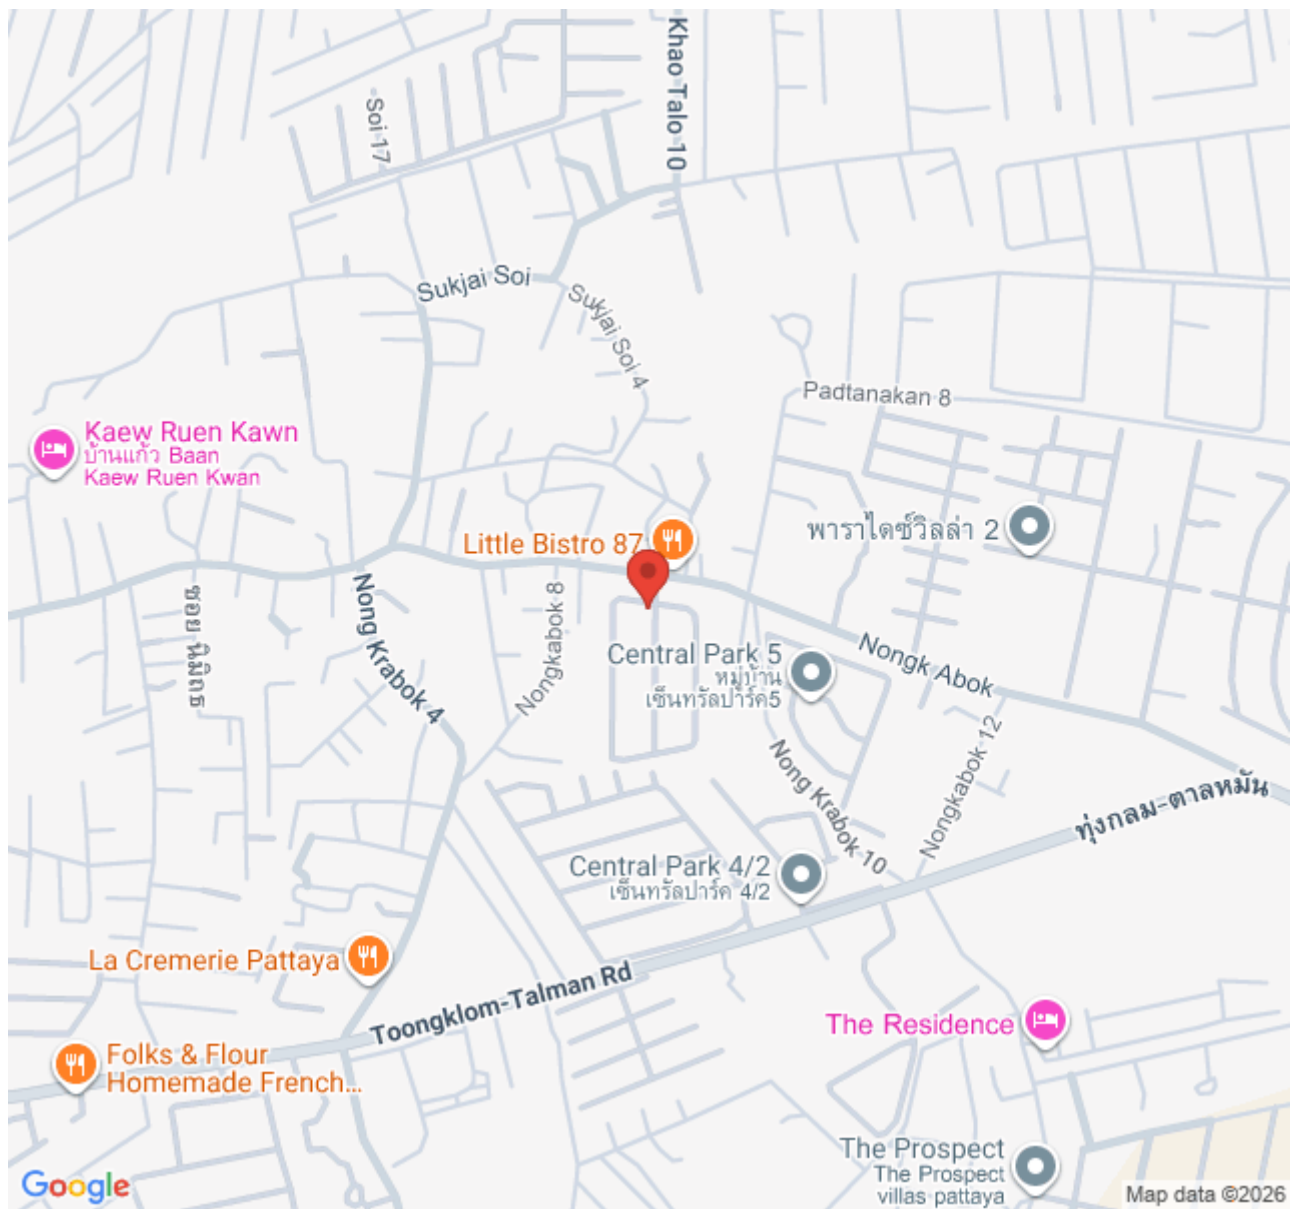 Khao Talo 10
Soi 17
Sukjai Soi
Sukjai Soi 4
Padtanakan 8
Kaew Ruen Kawn
บ้านแก้ว Baan
Kaew Ruen Kwan
พาราไดซ์วิลล่า 2
Little Bistro 87
ซอย นิมิถธ
Nong Krabok 4
Nongkabok 8
Central Park 5
หมู่บ้าน
เซ็นทรัลปาร์ค5
Nongk Abok
Nong Krabok 10
Nongkabok 12
ทุ่งกลม-ตาลหมัน
Central Park 4/2
เซ็นทรัลปาร์ค 4/2
La Cremerie Pattaya
Toongklom-Talman Rd
The Residence
Folks & Flour
Homemade French...
The Prospect
The Prospect
villas pattaya
Google
Map data ©2026